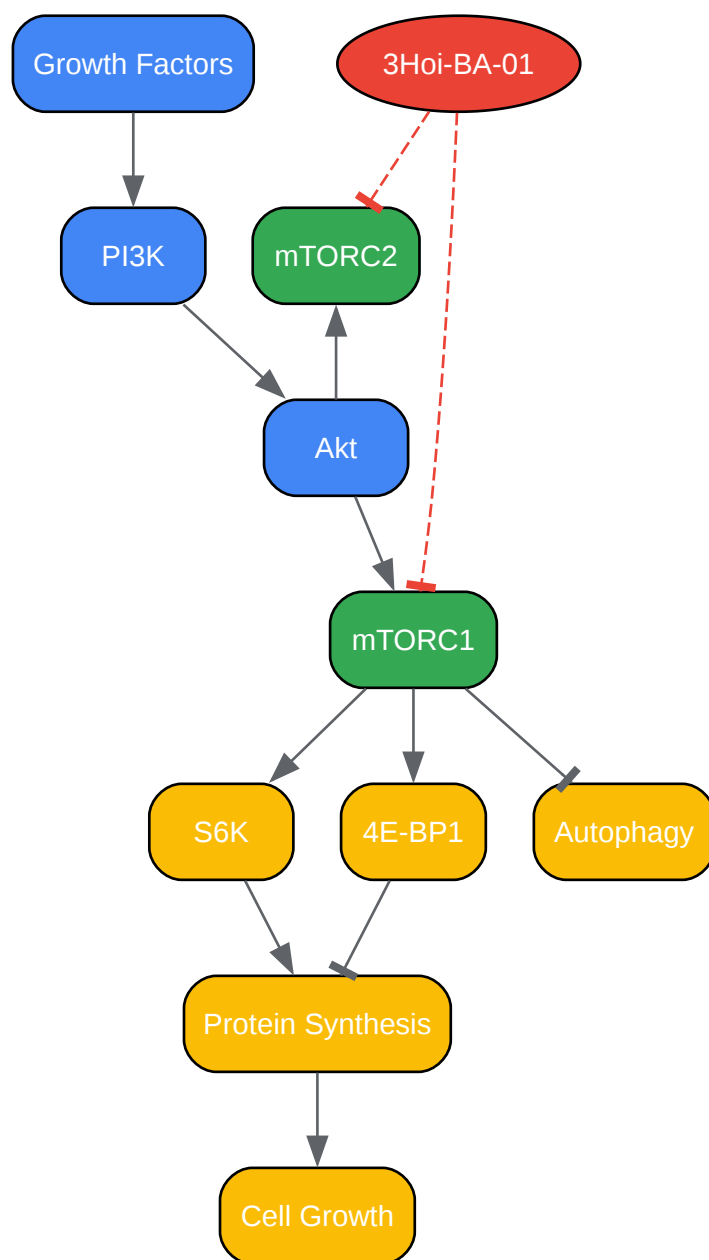 Growth Factors
3Hoi-BA-01
PI3K
mTORC2
Akt
mTORC1
S6K
4E-BP1
Autophagy
Protein Synthesis
Cell Growth